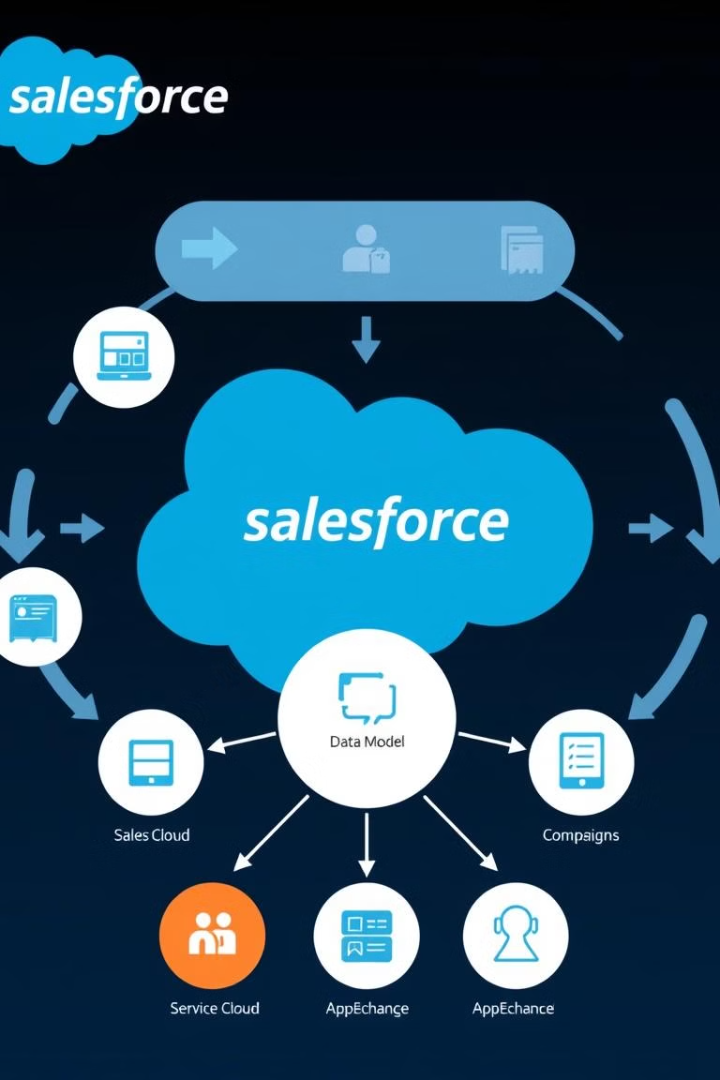 salesforce
salesforce
Data Model
Sales Cloud
Compaigns
Service Cloud
AppEchange
AppEchance